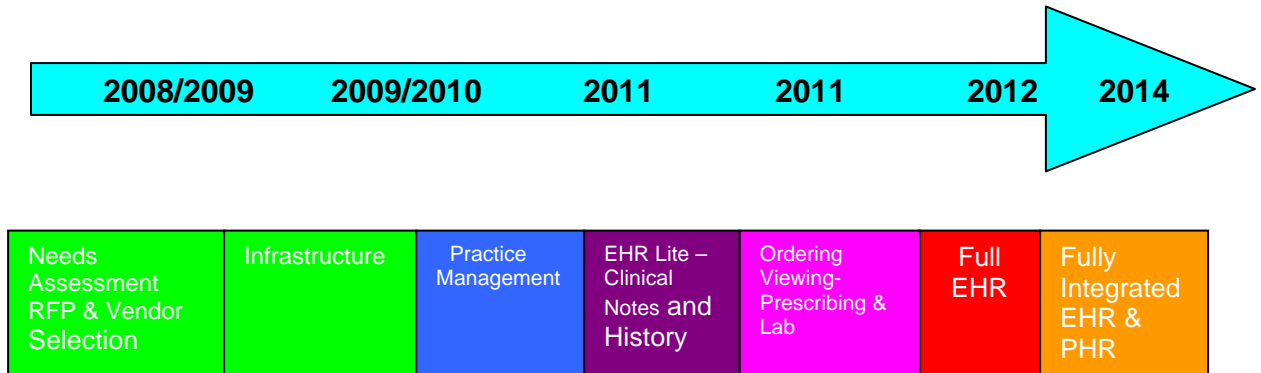 2008/2009 2009/2010 2011 2011 2012 2014
Needs
Assessment
RFP & Vendor
Selection
Infrastructure
Practice
Management
EHR Lite –
Clinical
Notes and
History
Ordering
Viewing-
Prescribing &
Lab
Full
EHR
Fully
Integrated
EHR &
PHR